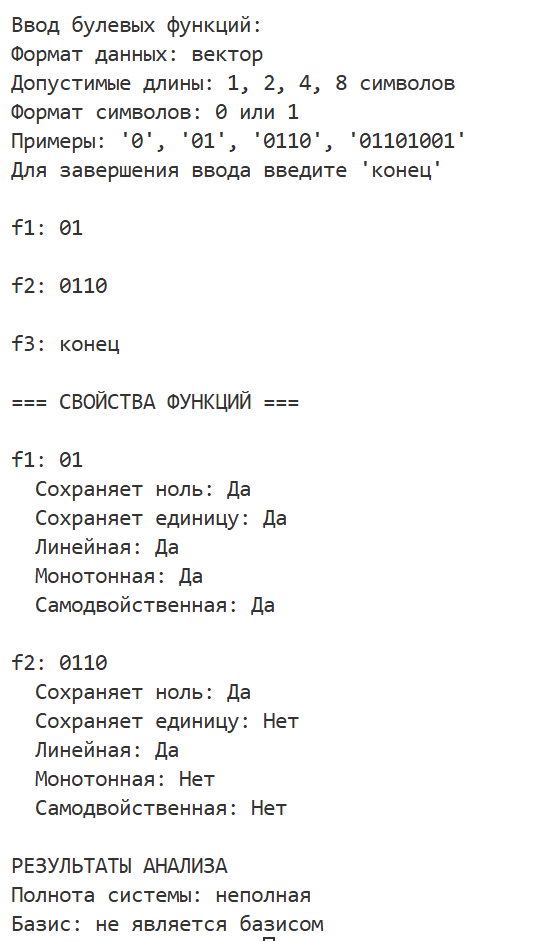 Ввод булевых функций:
Формат данных: вектор
Допустимые длины: 1, 2, 4, 8 символов
Формат символов: 0 или 1
Примеры: '0', '01', '0110', '01101001'
Для завершения ввода введите 'конец'
f1: 01
f2: 0110
f3: конец
=== СВОЙСТВА ФУНКЦИЙ ===
f1: 01
Сохраняет ноль: Да
Сохраняет единицу: Да
Линейная: Да
Монотонная: Да
Самодвойственная: Да
f2: 0110
Сохраняет ноль: Да
Сохраняет единицу: Нет
Линейная: Да
Монотонная: Нет
Самодвойственная: Нет
РЕЗУЛЬТАТЫ АНАЛИЗА
Полнота системы: неполная
Базис: не является базисом